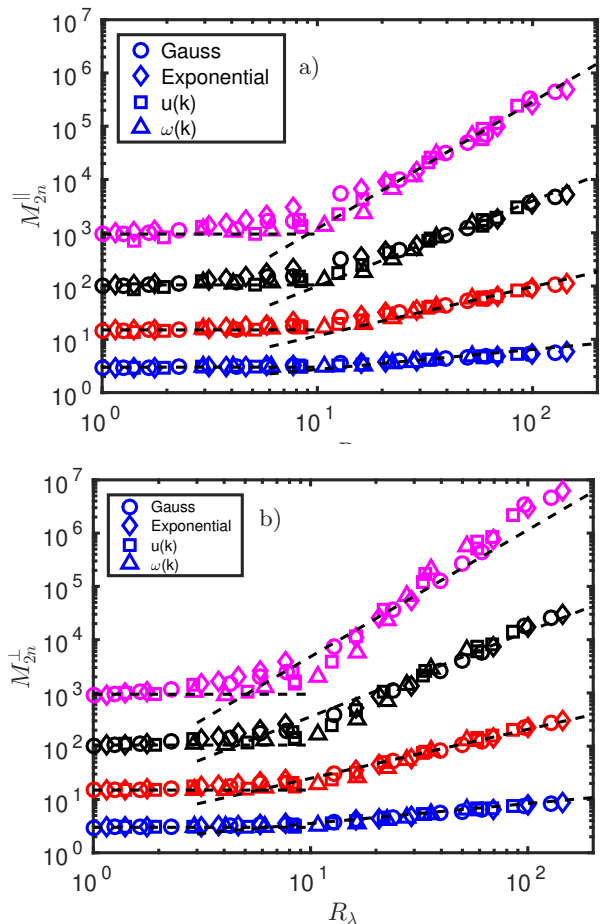 10^7
10^6
10^5
10^4
10^3
10^2
10^1
10^0
M_{2n}^{||}
Gauss
Exponential
u(k)
ω(k)
a)
10^0 10^1 10^2
10^7
10^6
10^5
10^4
10^3
10^2
10^1
10^0
M_{2n}^{⊥}
Gauss
Exponential
u(k)
ω(k)
b)
10^0 10^1 10^2
R_λ